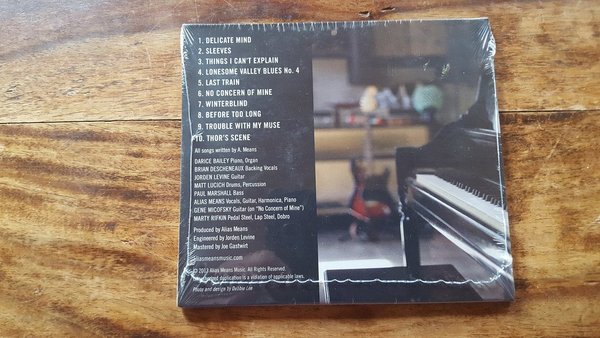 1. DELICATE MIND
2. SLEEVES
3. THINGS I CAN'T EXPLAIN
4. LONESOME VALLEY BLUES No. 4
5. LAST TRAIN
6. NO CONCERN OF MINE
7. WINTERBLIND
8. BEFORE TOO LONG
9. TROUBLE WITH MY MUSE
10. THOR'S SCENE
All songs written by A. Means
DARICE BAILEY Piano, Organ
BRIAN DESCHENEAUX Backing Vocals
JORDEN LEVINE Guitar
MATT LUCICH Drums, Percussion
PAUL MARSHALL Bass
ALIAS MEANS Vocals, Guitar, Harmonica, Piano
GENE MICOFSKY Guitar (on "No Concern of Mine")
MARTY RIFKIN Pedal Steel, Lap Steel, Dobro
Produced by Alias Means
Engineered by Jorden Levine
Mastered by Joe Gastwirt
aliasmeansmusic.com
Alias Means Music. All Rights Reserved.
duplication is a violation of applicable laws.
Photo and design by Debbie Lee